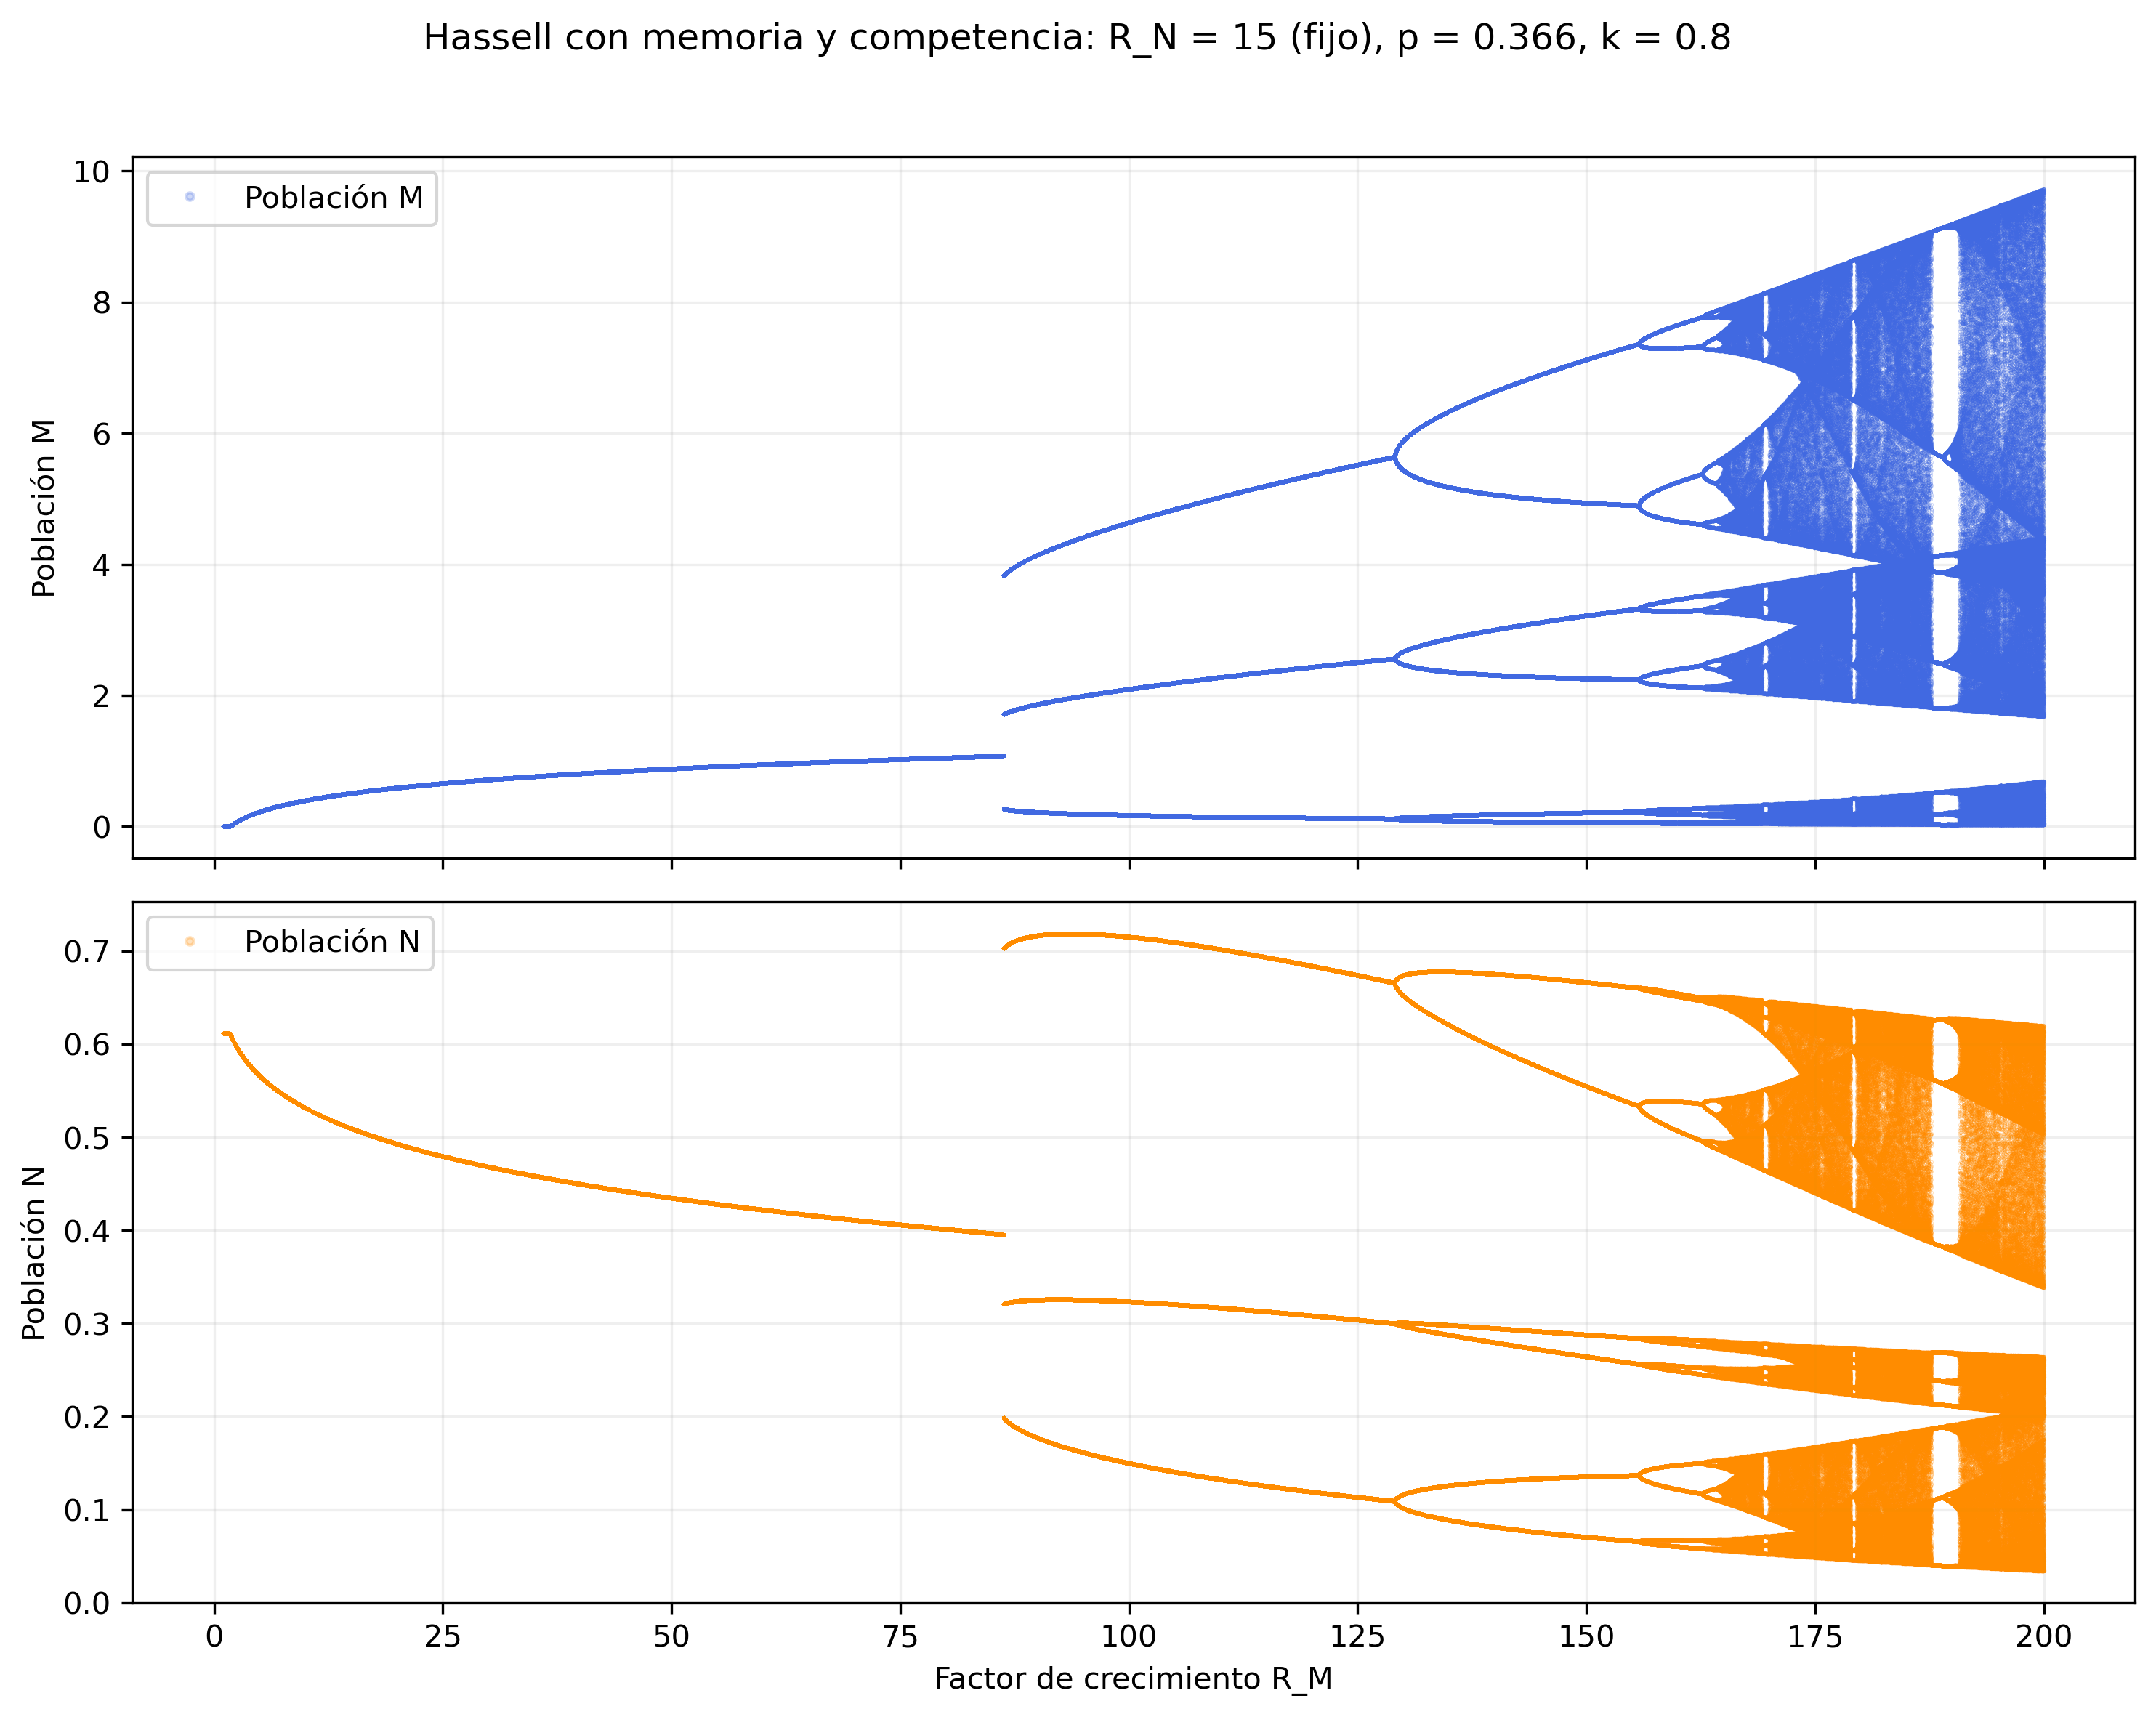 Hassell con memoria y competencia: R_N = 15 (fijo), p = 0.366, k = 0.8
Población M
10
8
6
4
2
0
Población M
Población N
0.7
0.6
0.5
0.4
0.3
0.2
0.1
0.0
Población N
0 25 50 75 100 125 150 175 200
Factor de crecimiento R_M